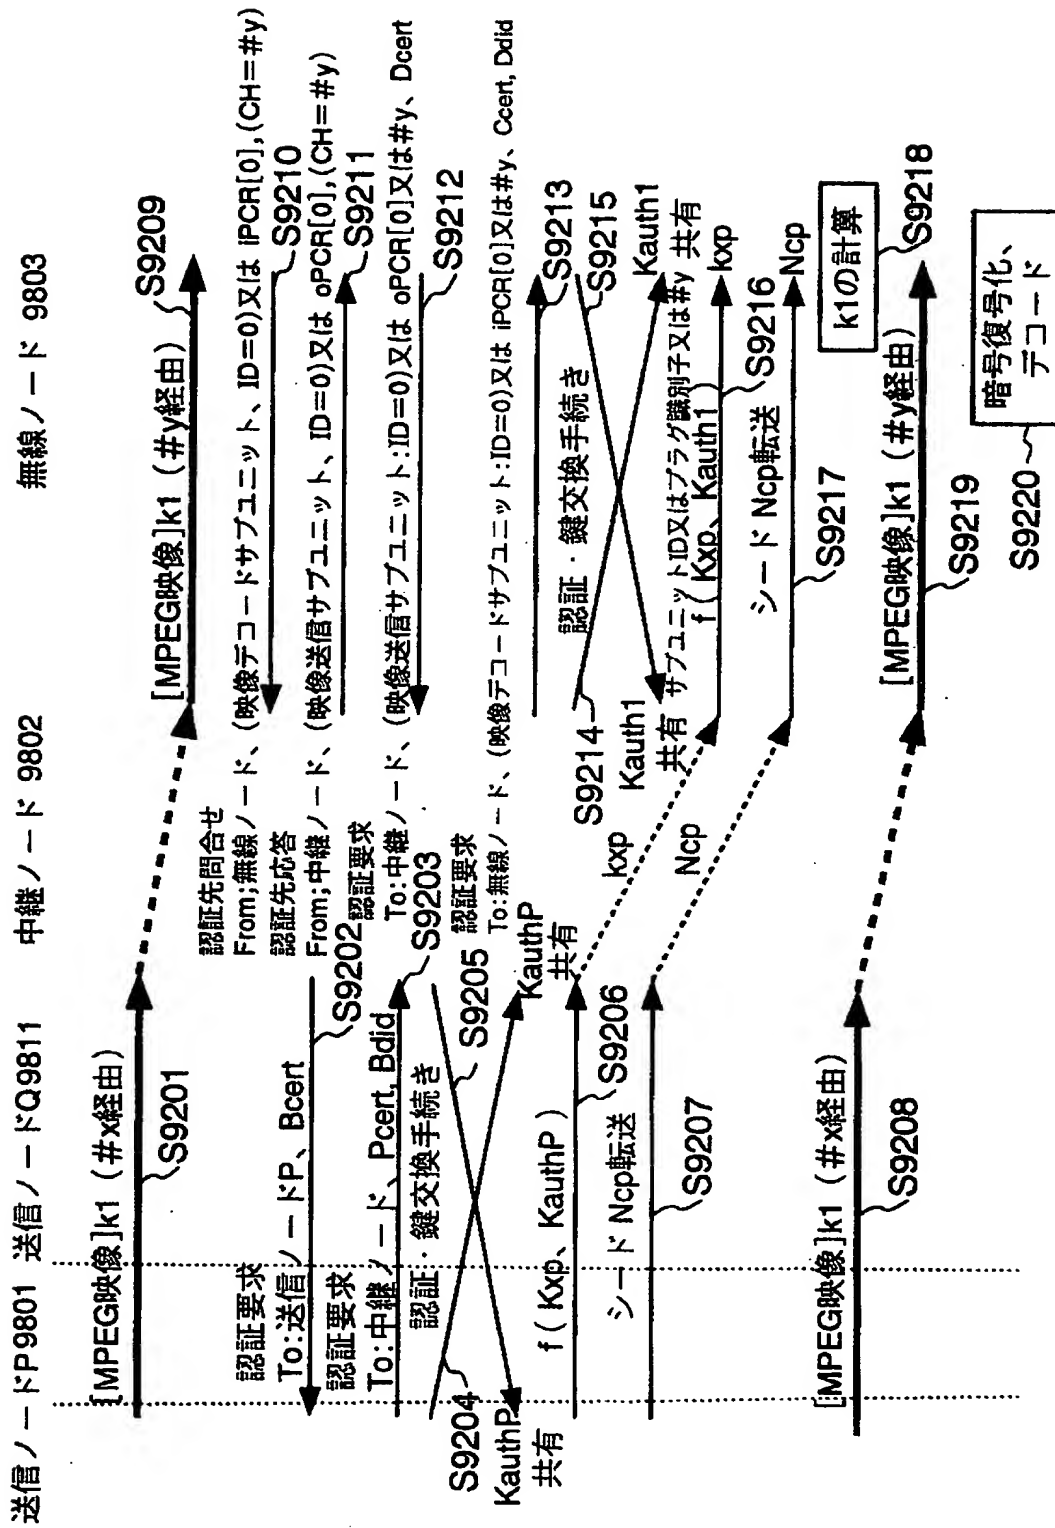 送信ノードP9801
送信ノードQ9811
中継ノード 9802
無線ノード 9803
[MPEG映像]k1(#x経由)
S9201
[MPEG映像]k1(#y経由)
S9209
認証先問合せ
From;無線ノード、(映像デコードサブユニット、ID=0)又は iPCR[0],(CH=#y)
S9210
認証先応答
From;中継ノード、(映像送信サブユニット、ID=0)又は oPCR[0],(CH=#y)
S9211
認証要求
To:送信ノードP、Bcert
S9202
認証要求
To:中継ノード、(映像送信サブユニット:ID=0)又は oPCR[0]又は#y、Dcert
S9212
認証要求
To:中継ノード、Pcert, Bdid
S9203
認証要求
To:無線ノード、(映像デコードサブユニット:ID=0)又は iPCR[0]又は#y、Ccert, Ddid
S9213
認証・鍵交換手続き
S9204
S9205
KauthP
共有
KauthP
共有
認証・鍵交換手続き
S9214
S9215
Kauth1
共有
Kauth1
共有
f(Kxp、KauthP)
S9206
kxp
サブユニットID又はプラグ識別子又は#y
f(Kxp、Kauth1)
S9216
kxp
シード Ncp転送
S9207
Ncp
シード Ncp転送
S9217
Ncp
k1の計算
S9218
[MPEG映像]k1(#x経由)
S9208
[MPEG映像]k1(#y経由)
S9219
S9220
暗号復号化、
デコード